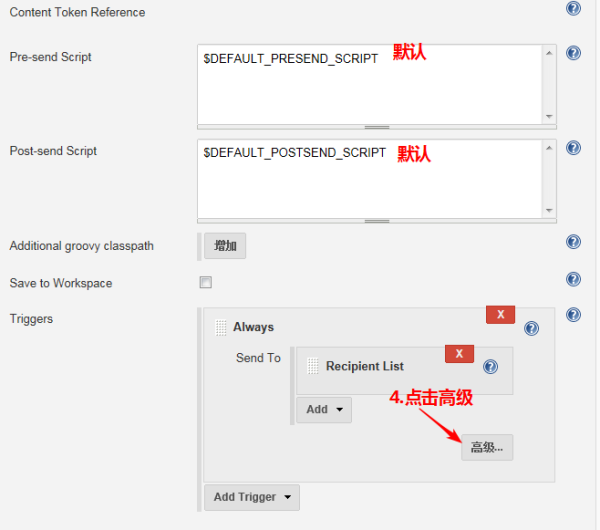 Content Token Reference
Pre-send Script
$DEFAULT_PRESEND_SCRIPT 默认
Post-send Script
$DEFAULT_POSTSEND_SCRIPT 默认
Additional groovy classpath 增加
Save to Workspace
Triggers
X
Always
Send To
X
Recipient List
Add
4.点击高级
高级...
Add Trigger